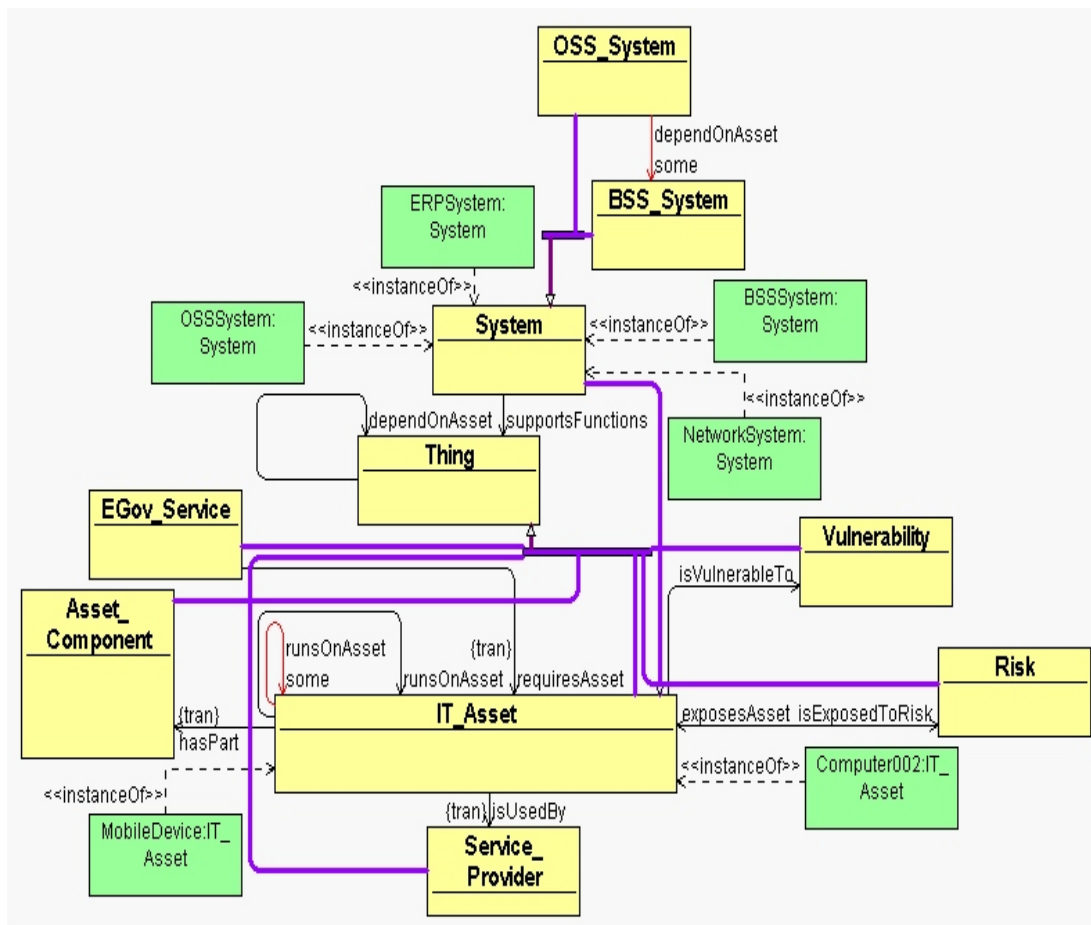 OSS_System
dependOnAsset
some
BSS_System
ERPSystem:
System
<<instanceOf>>
OSSSystem:
System
<<instanceOf>>
System
<<instanceOf>>
BSSSystem:
System
<<instanceOf>>
NetworkSystem:
System
dependOnAsset
supportsFunctions
Thing
EGov_Service
Vulnerability
isVulnerableTo
Asset_
Component
runsOnAsset
some
runsOnAsset
{tran}
requiresAsset
Risk
IT_Asset
exposesAsset
isExposedToRisk
{tran}
hasPart
<<instanceOf>>
Computer002:IT_
Asset
<<instanceOf>>
MobileDevice:IT_
Asset
{tran}
isUsedBy
Service_
Provider